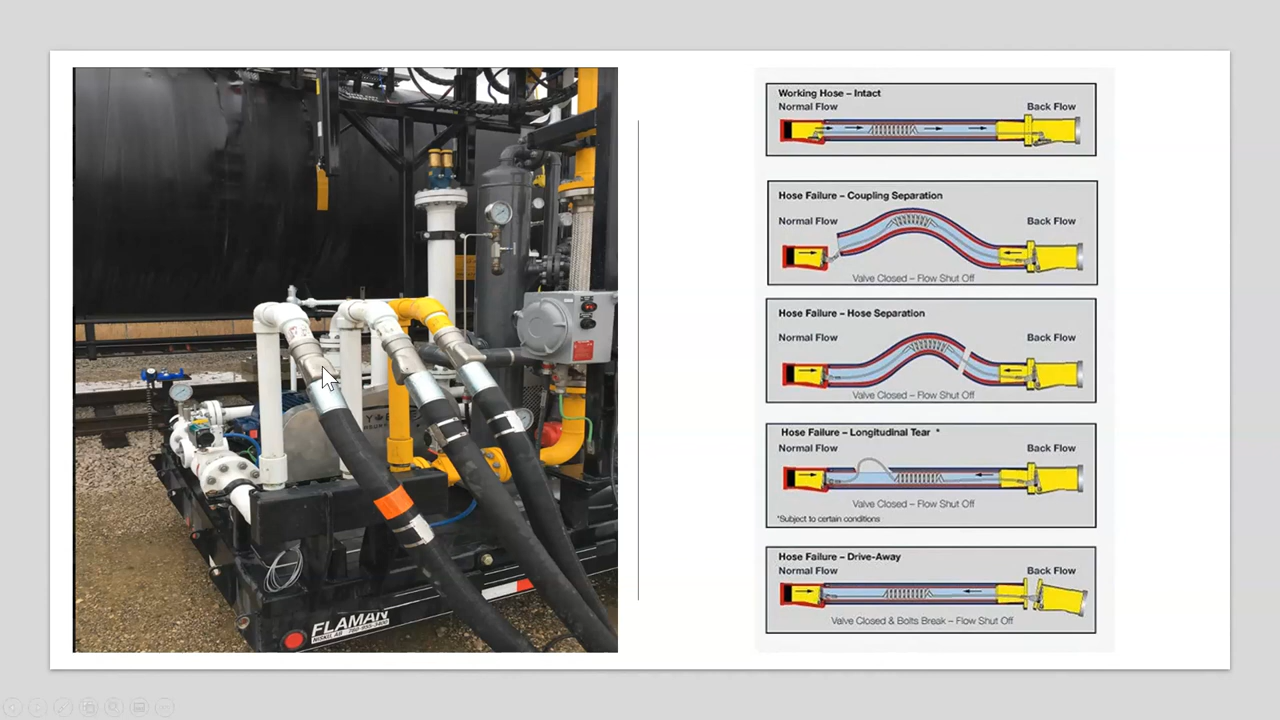 FLAMAN
Working Hose – Intact
Normal Flow
Back Flow
Hose Failure – Coupling Separation
Normal Flow
Back Flow
Valve Closed – Flow Shut Off
Hose Failure – Hose Separation
Normal Flow
Back Flow
Valve Closed – Flow Shut Off
Hose Failure – Longitudinal Tear *
Normal Flow
Back Flow
Valve Closed – Flow Shut Off
*Subject to certain conditions
Hose Failure – Drive-Away
Normal Flow
Back Flow
Valve Closed & Bolts Break – Flow Shut Off